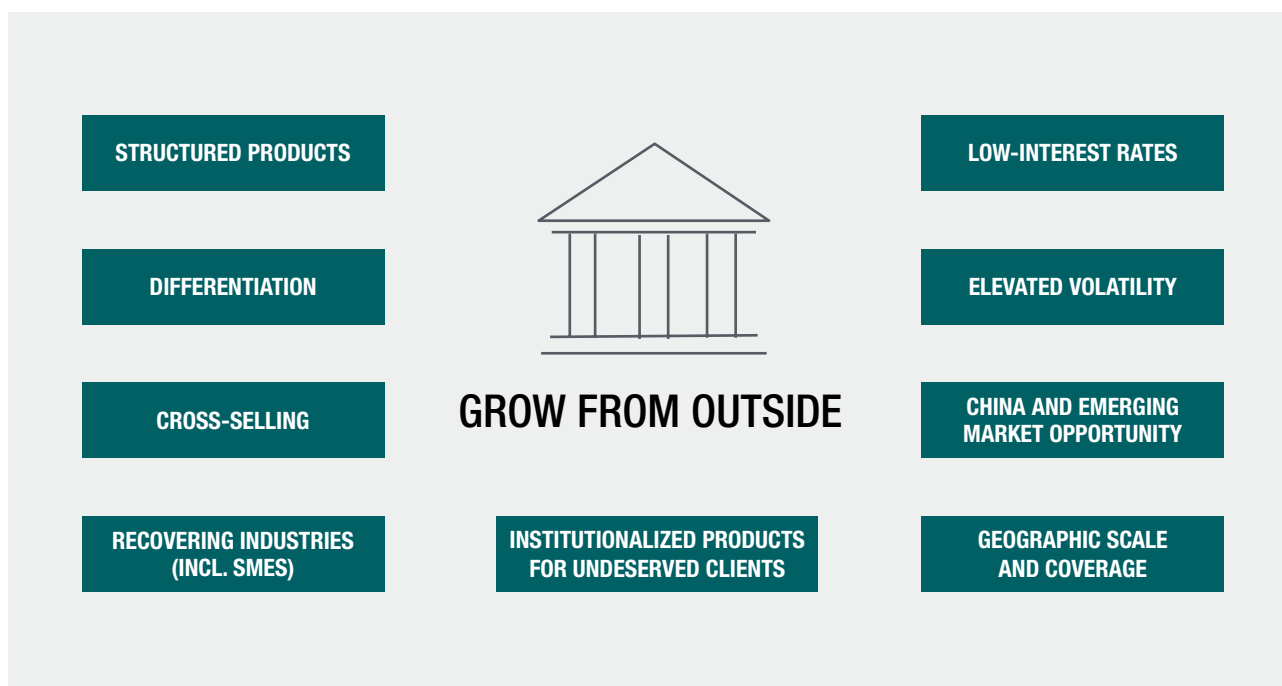 STRUCTURED PRODUCTS
LOW-INTEREST RATES
DIFFERENTIATION
ELEVATED VOLATILITY
CROSS-SELLING
GROW FROM OUTSIDE
CHINA AND EMERGING
MARKET OPPORTUNITY
RECOVERING INDUSTRIES
(INCL. SMES)
INSTITUTIONALIZED PRODUCTS
FOR UNDESERVED CLIENTS
GEOGRAPHIC SCALE
AND COVERAGE